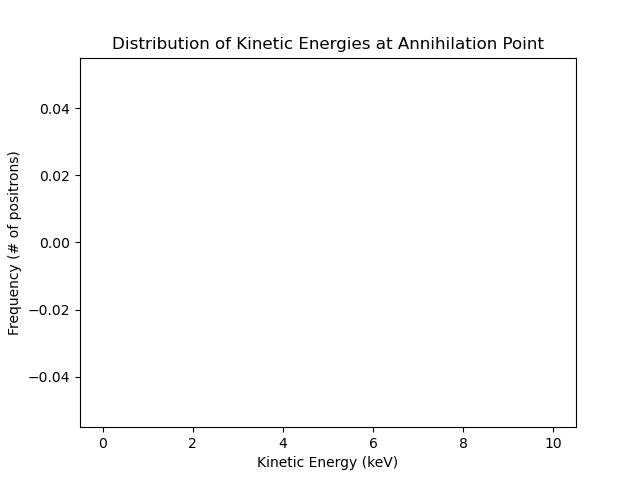 Distribution of Kinetic Energies at Annihilation Point
0.04
0.02
0.00
−0.02
−0.04
Frequency (# of positrons)
0 2 4 6 8 10
Kinetic Energy (keV)